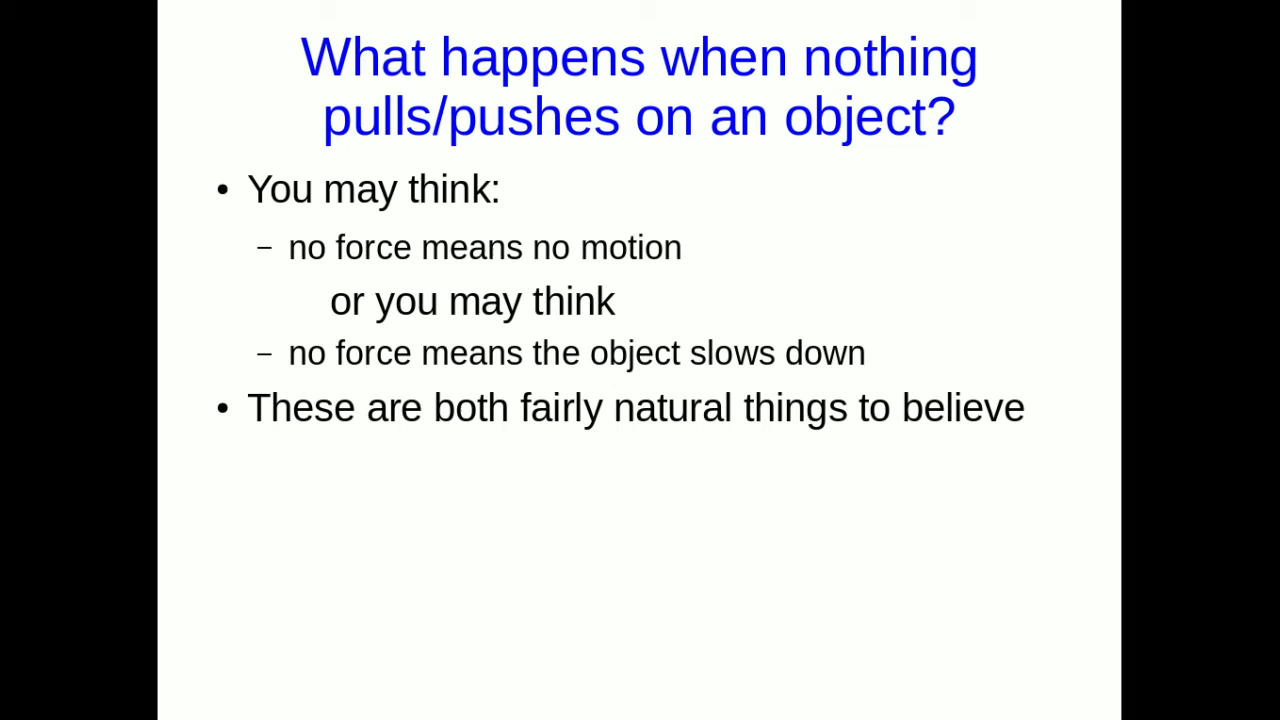 What happens when nothing
pulls/pushes on an object?
• You may think:
– no force means no motion
or you may think
– no force means the object slows down
• These are both fairly natural things to believe